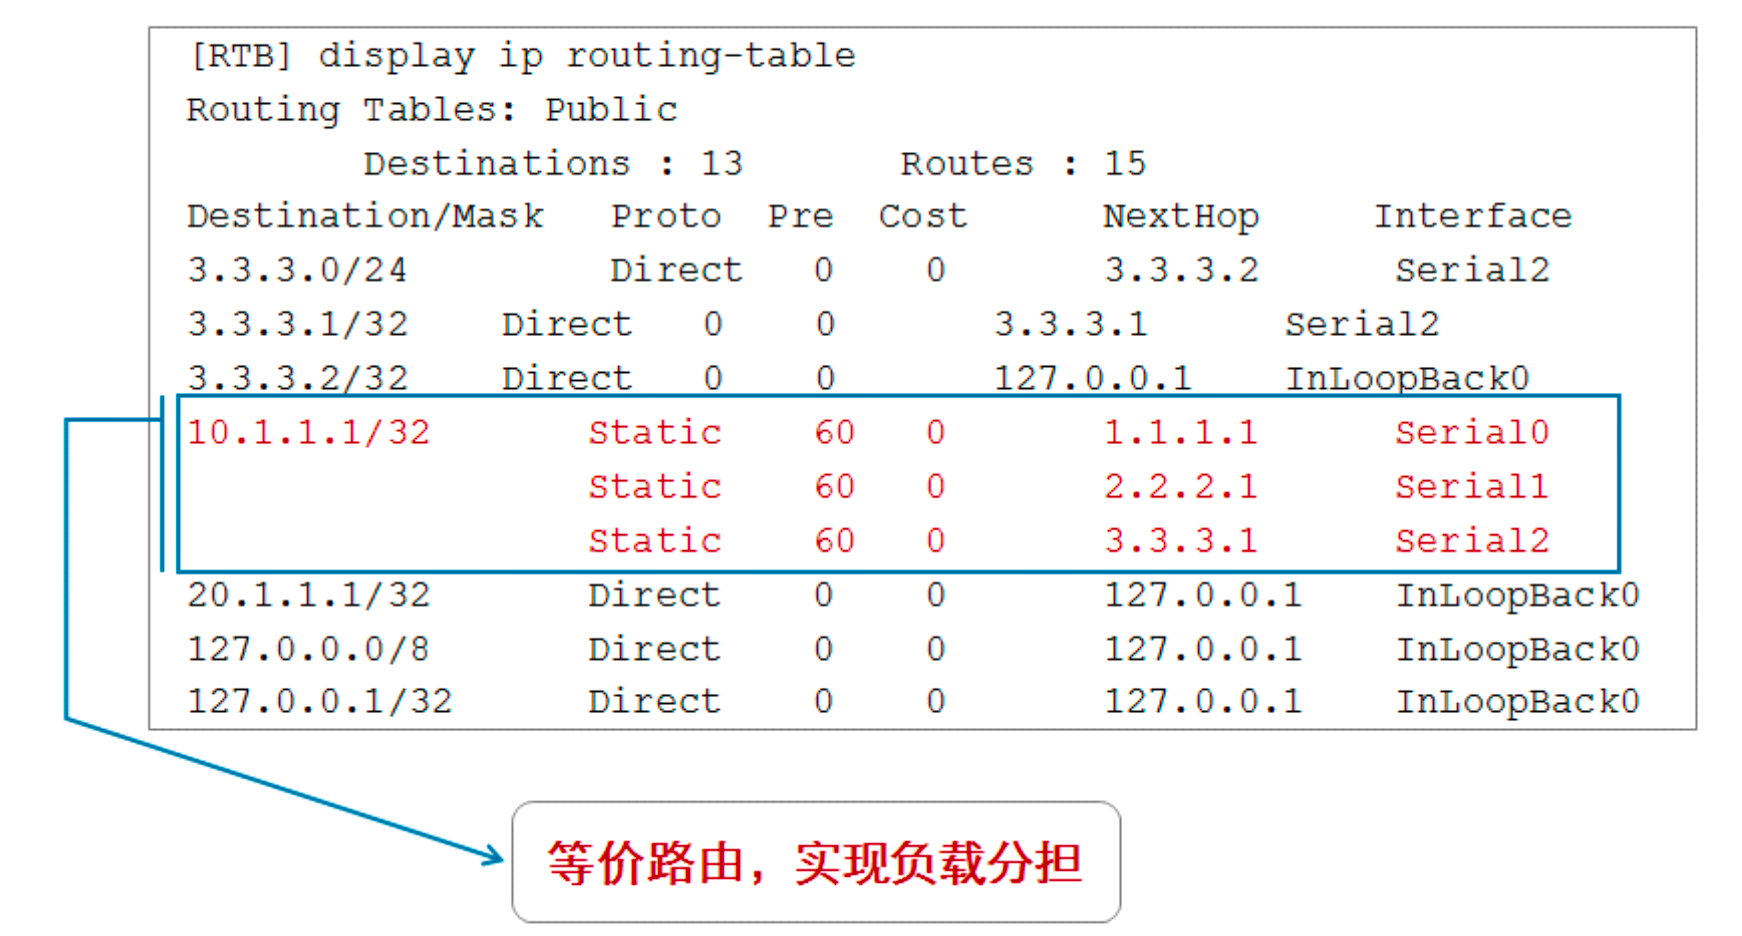 [RTB] display ip routing-table
Routing Tables: Public
Destinations : 13 Routes : 15
Destination/Mask Proto Pre Cost NextHop Interface
3.3.3.0/24 Direct 0 0 3.3.3.2 Serial2
3.3.3.1/32 Direct 0 0 3.3.3.1 Serial2
3.3.3.2/32 Direct 0 0 127.0.0.1 InLoopBack0
10.1.1.1/32 Static 60 0 1.1.1.1 Serial0
Static 60 0 2.2.2.1 Serial1
Static 60 0 3.3.3.1 Serial2
20.1.1.1/32 Direct 0 0 127.0.0.1 InLoopBack0
127.0.0.0/8 Direct 0 0 127.0.0.1 InLoopBack0
127.0.0.1/32 Direct 0 0 127.0.0.1 InLoopBack0
等价路由，实现负载分担